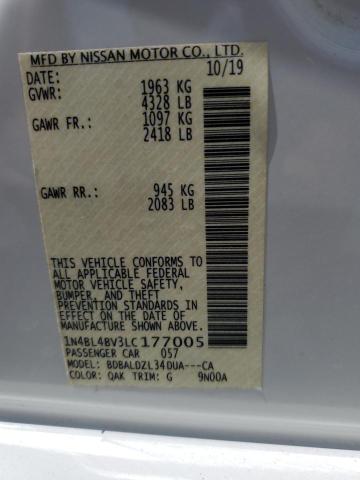 MFD BY NISSAN MOTOR CO., LTD.
DATE: 10/19
GVWR: 1963 KG
4328 LB
GAWR FR.: 1097 KG
2418 LB
GAWR RR.: 945 KG
2083 LB
THIS VEHICLE CONFORMS TO
ALL APPLICABLE FEDERAL
MOTOR VEHICLE SAFETY,
BUMPER, AND THEFT
PREVENTION STANDARDS IN
EFFECT ON THE DATE OF
MANUFACTURE SHOWN ABOVE.
1N4BL4BV3LC177005
PASSENGER CAR 057
MODEL: BDBALDZL34DUA---CA
COLOR: QAK TRIM: G 9N00A